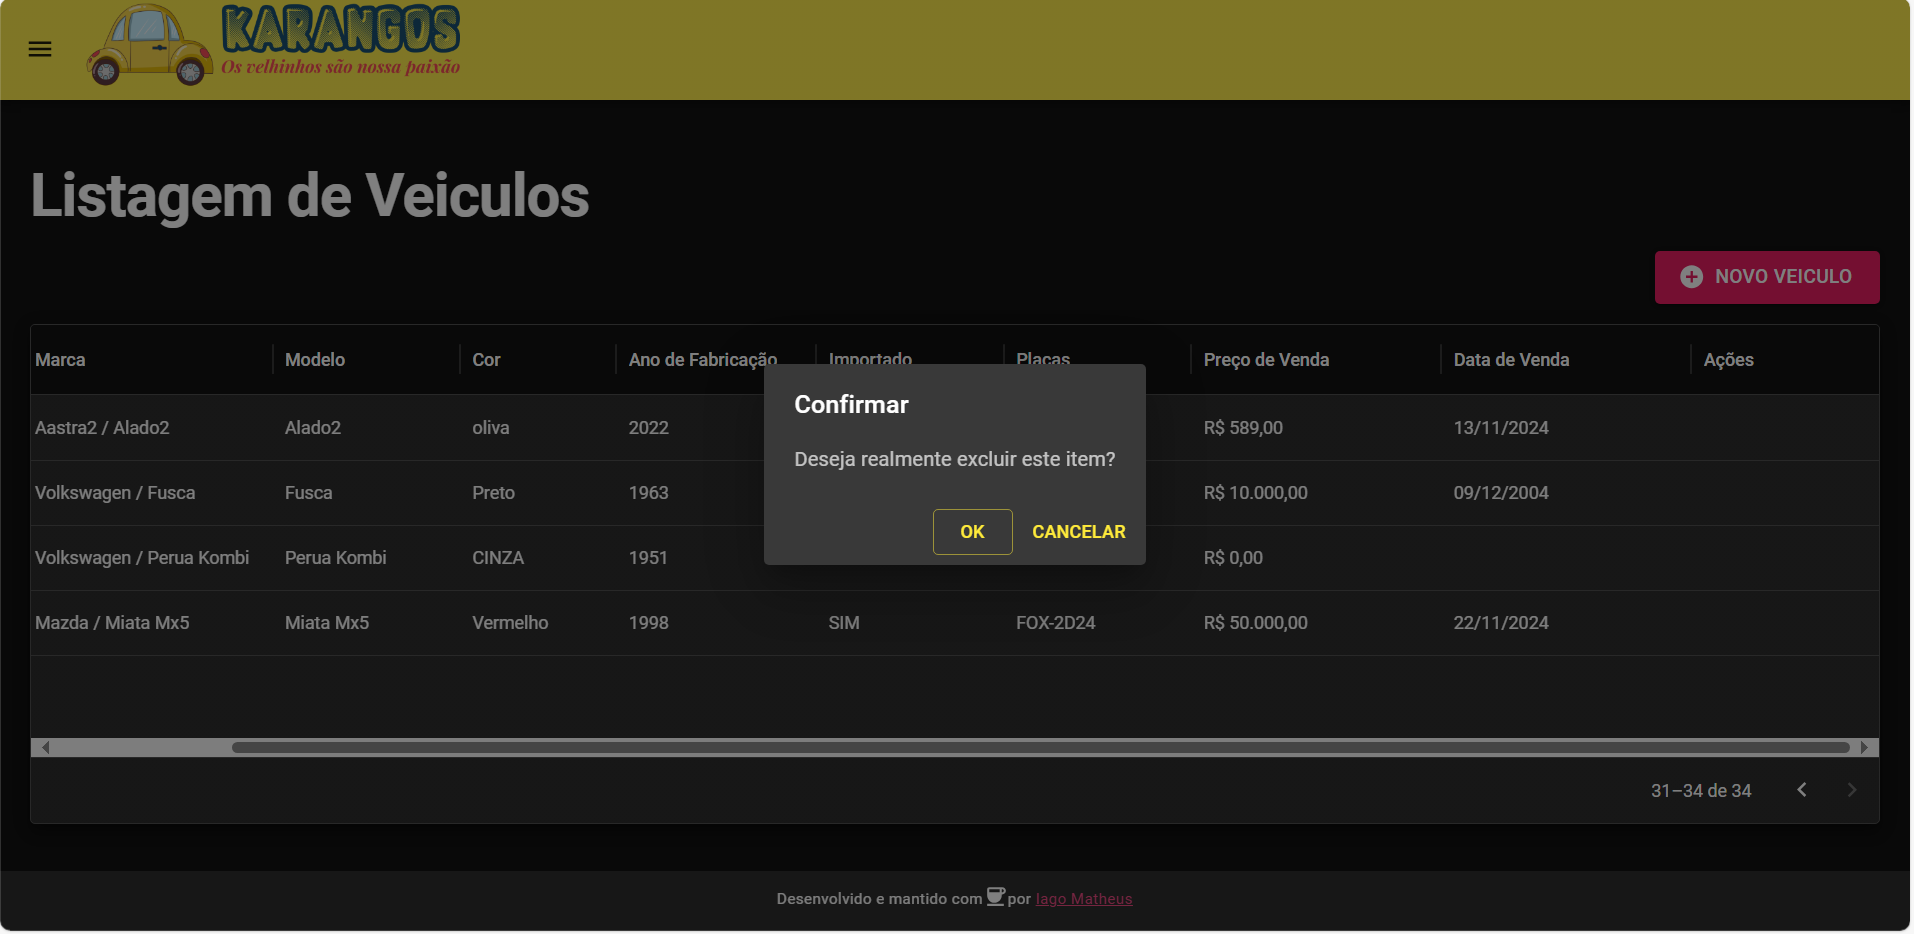 KARANGOS
Os velhinhos são nossa paixão
Listagem de Veiculos
NOVO VEICULO
Marca Modelo Cor Ano de Fabricação Importado Placas Preço de Venda Data de Venda Ações
Aastra2 / Alado2 Alado2 oliva 2022 R$ 589,00 13/11/2024
Volkswagen / Fusca Fusca Preto 1963 R$ 10.000,00 09/12/2004
Volkswagen / Perua Kombi Perua Kombi CINZA 1951 R$ 0,00
Mazda / Miata Mx5 Miata Mx5 Vermelho 1998 SIM FOX-2D24 R$ 50.000,00 22/11/2024
Confirmar
Deseja realmente excluir este item?
OK CANCELAR
31–34 de 34
Desenvolvido e mantido com por Iago Matheus